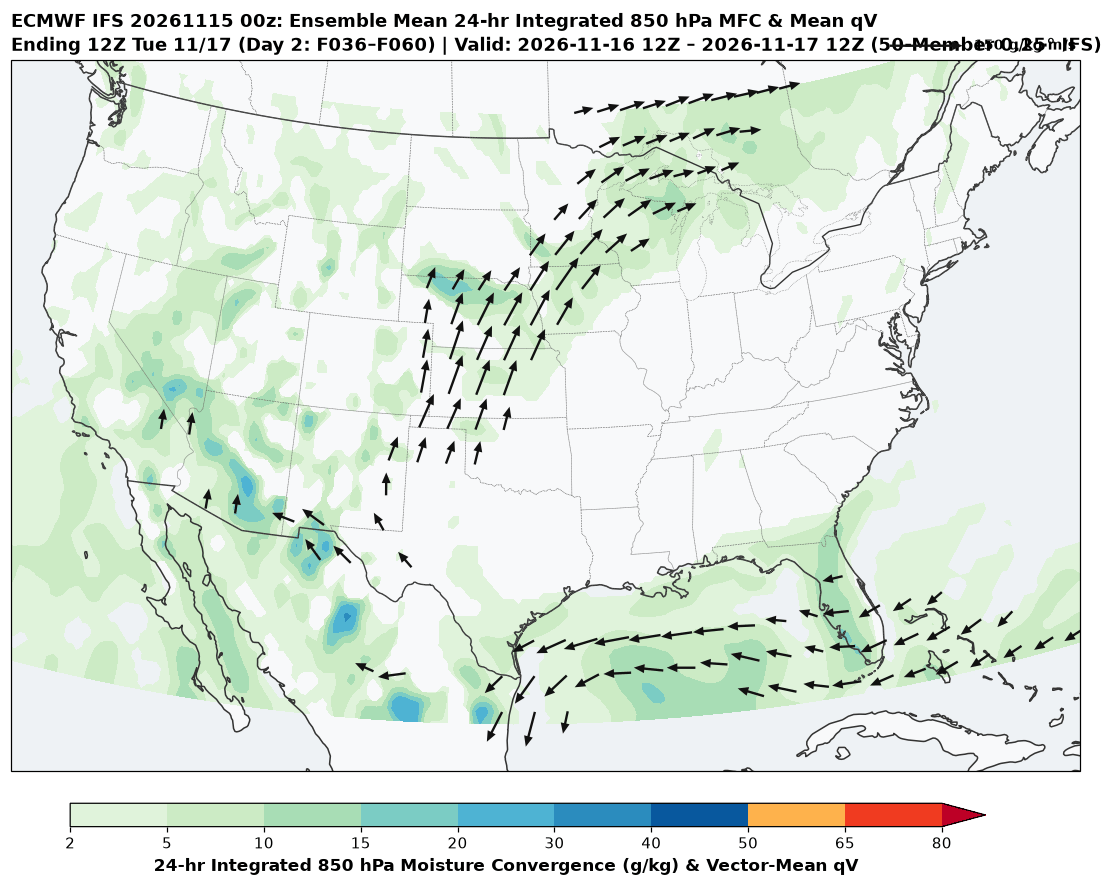 ECMWF IFS 20261115 00z: Ensemble Mean 24-hr Integrated 850 hPa MFC & Mean qV
Ending 12Z Tue 11/17 (Day 2: F036–F060) | Valid: 2026-11-16 12Z – 2026-11-17 12Z (50-Member 0.25° IFS)
2 5 10 15 20 30 40 50 65 80
24-hr Integrated 850 hPa Moisture Convergence (g/kg) & Vector-Mean qV